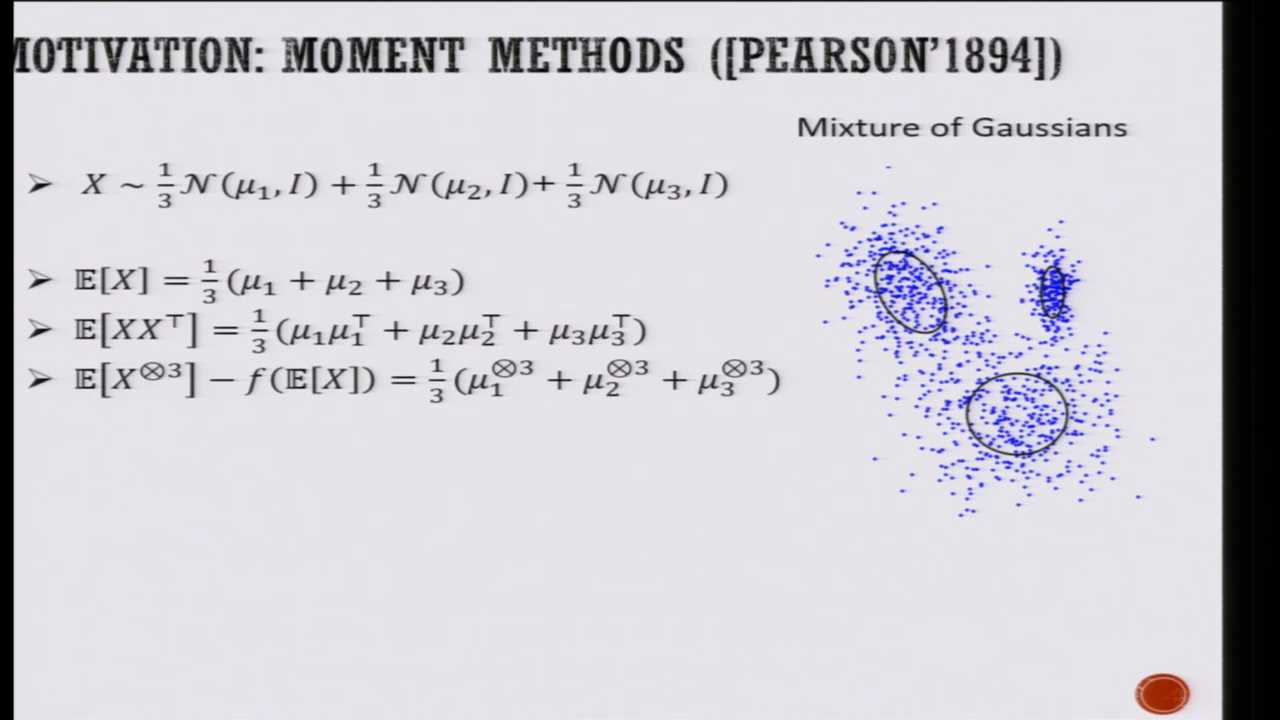 MOTIVATION: MOMENT METHODS ([PEARSON'1894])
Mixture of Gaussians
➢ X ~ 1/3 𝒩(μ₁, I) + 1/3 𝒩(μ₂, I)+ 1/3 𝒩(μ₃, I)
➢ 𝔼[X] = 1/3 (μ₁ + μ₂ + μ₃)
➢ 𝔼[XX^⊤] = 1/3 (μ₁μ₁^⊤ + μ₂μ₂^⊤ + μ₃μ₃^⊤)
➢ 𝔼[X^⊗3] − f(𝔼[X]) = 1/3 (μ₁^⊗3 + μ₂^⊗3 + μ₃^⊗3)